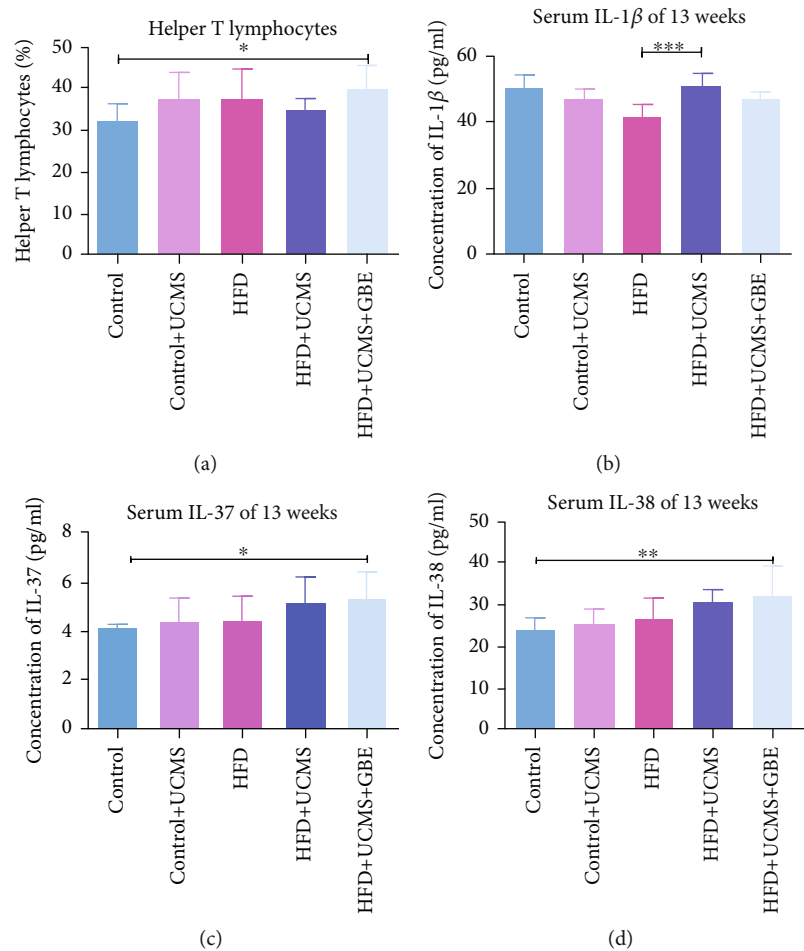 Helper T lymphocytes
Helper T lymphocytes (%)
50
40
30
20
10
0
*
Control
Control+UCMS
HFD
HFD+UCMS
HFD+UCMS+GBE
(a)
Serum IL-1β of 13 weeks
Concentration of IL-1β (pg/ml)
60
40
20
0
***
Control
Control+UCMS
HFD
HFD+UCMS
HFD+UCMS+GBE
(b)
Serum IL-37 of 13 weeks
Concentration of IL-37 (pg/ml)
8
6
4
2
0
*
Control
Control+UCMS
HFD
HFD+UCMS
HFD+UCMS+GBE
(c)
Serum IL-38 of 13 weeks
Concentration of IL-38 (pg/ml)
50
40
30
20
10
0
**
Control
Control+UCMS
HFD
HFD+UCMS
HFD+UCMS+GBE
(d)